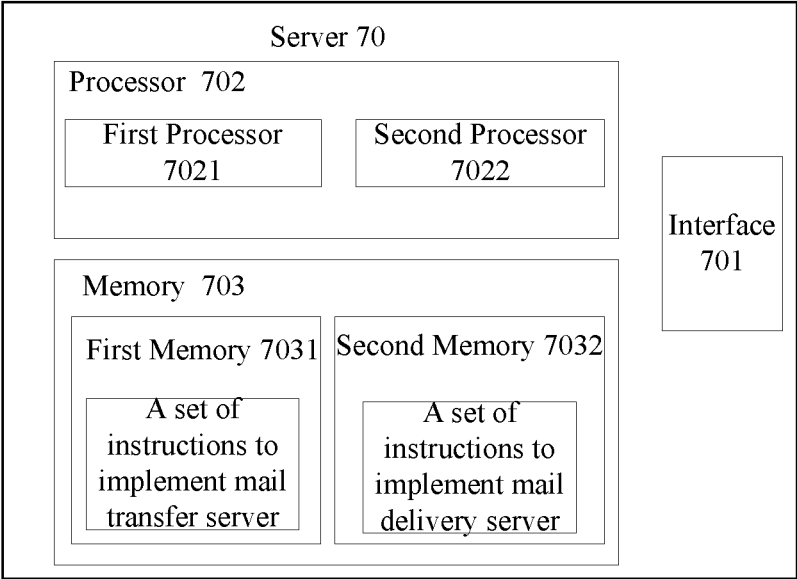 Server 70
Processor 702
First Processor
7021
Second Processor
7022
Interface
701
Memory 703
First Memory 7031
A set of
instructions to
implement mail
transfer server
Second Memory 7032
A set of
instructions to
implement mail
delivery server